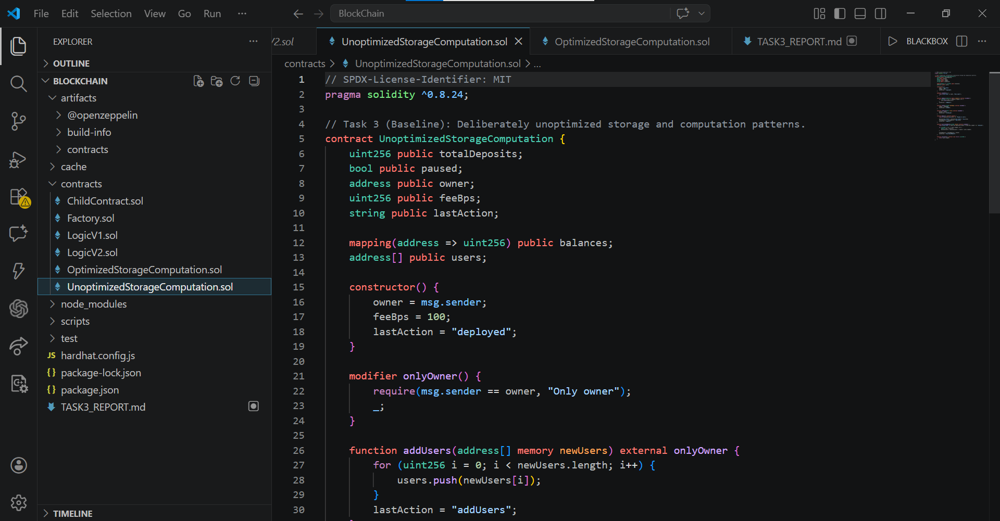 File Edit Selection View Go Run ···
BlockChain
EXPLORER ···
OUTLINE
BLOCKCHAIN
artifacts
@openzeppelin
build-info
contracts
cache
contracts
ChildContract.sol
Factory.sol
LogicV1.sol
LogicV2.sol
OptimizedStorageComputation.sol
UnoptimizedStorageComputation.sol
node_modules
scripts
test
JS hardhat.config.js
{} package-lock.json
{} package.json
TASK3_REPORT.md
TIMELINE
V2.sol UnoptimizedStorageComputation.sol OptimizedStorageComputation.sol TASK3_REPORT.md BLACKBOX ···
contracts > UnoptimizedStorageComputation.sol > ...
1 // SPDX-License-Identifier: MIT
2 pragma solidity ^0.8.24;
3
4 // Task 3 (Baseline): Deliberately unoptimized storage and computation patterns.
5 contract UnoptimizedStorageComputation {
6 uint256 public totalDeposits;
7 bool public paused;
8 address public owner;
9 uint256 public feeBps;
10 string public lastAction;
11
12 mapping(address => uint256) public balances;
13 address[] public users;
14
15 constructor() {
16 owner = msg.sender;
17 feeBps = 100;
18 lastAction = "deployed";
19 }
20
21 modifier onlyOwner() {
22 require(msg.sender == owner, "Only owner");
23 _;
24 }
25
26 function addUsers(address[] memory newUsers) external onlyOwner {
27 for (uint256 i = 0; i < newUsers.length; i++) {
28 users.push(newUsers[i]);
29 }
30 lastAction = "addUsers";